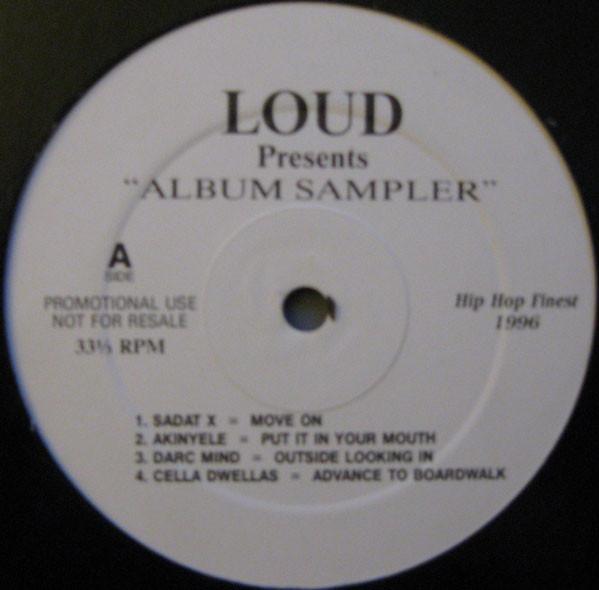 LOUD
Presents
"ALBUM SAMPLER"
A
SIDE
PROMOTIONAL USE
NOT FOR RESALE
33⅓ RPM
Hip Hop Finest
1996
1. SADAT X = MOVE ON
2. AKINYELE = PUT IT IN YOUR MOUTH
3. DARC MIND = OUTSIDE LOOKING IN
4. CELLA DWELLAS = ADVANCE TO BOARDWALK